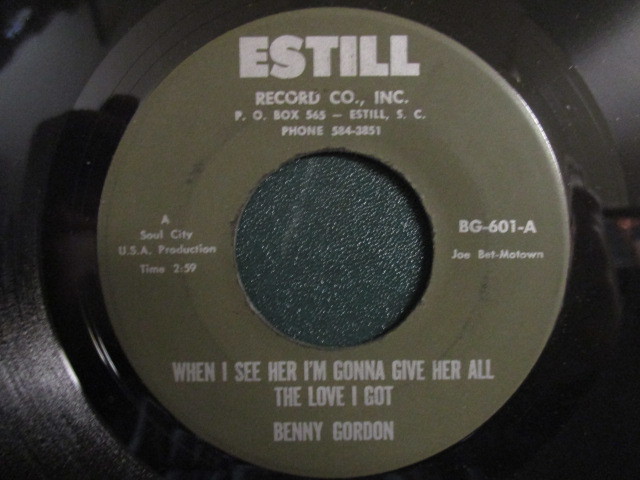 ESTILL
RECORD CO., INC.
P. O. BOX 565 — ESTILL, S. C.
PHONE 584-3851
A
Soul City
U.S.A. Production
Time 2:59
BG-601-A
Joe Bet-Motown
WHEN I SEE HER I'M GONNA GIVE HER ALL
THE LOVE I GOT
BENNY GORDON